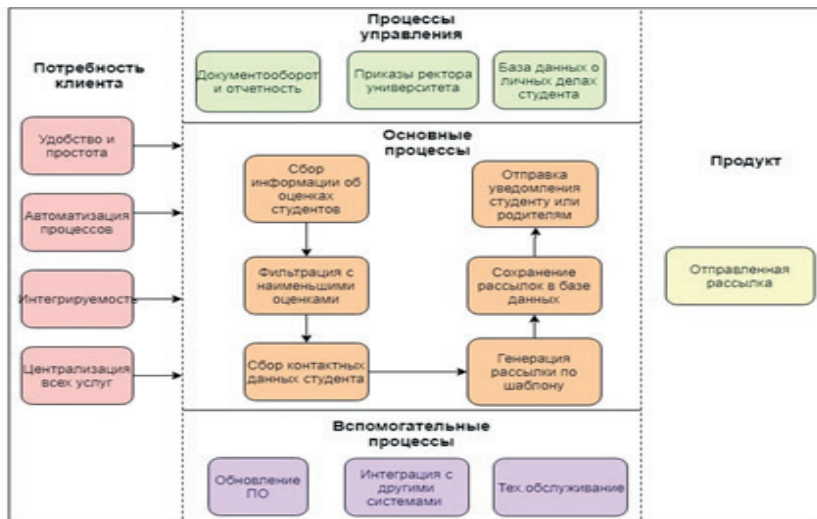 Процессы
управления
Потребность
клиента
Документооборот
и отчетность
Приказы ректора
университета
База данных о
личных делах
студента
Удобство и
простота
Автоматизация
процессов
Интегрируемость
Централизация
всех услуг
Основные
процессы
Сбор
информации об
оценках
студентов
Фильтрация с
наименьшими
оценками
Сбор контактных
данных студента
Отправка
уведомления
студенту или
родителям
Сохранение
рассылок в базе
данных
Генерация
рассылки по
шаблону
Продукт
Отправленная
рассылка
Вспомогательные
процессы
Обновление
ПО
Интеграция с
другими
системами
Тех.обслуживание